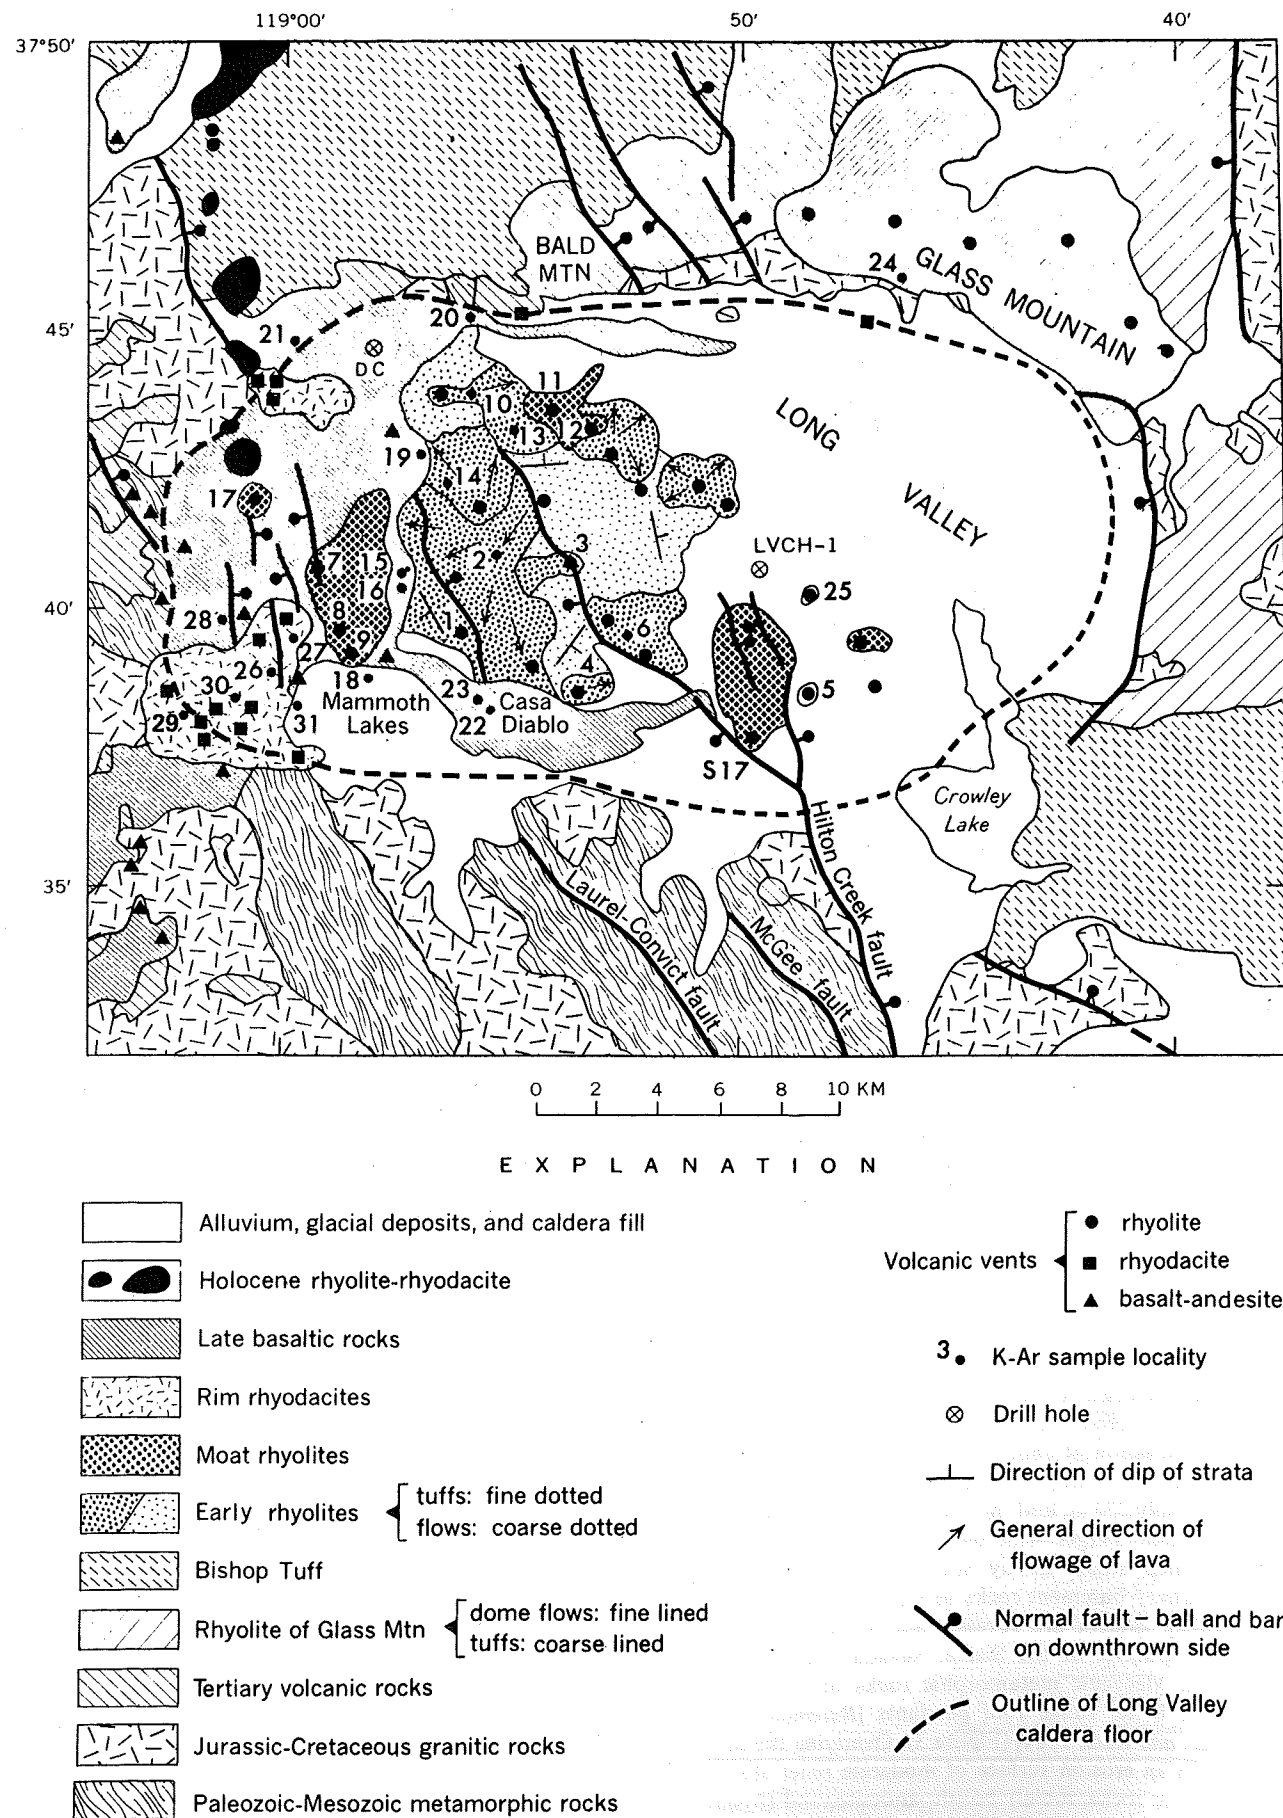 119°00′ 50′ 40′
37°50′
BALD
MTN
24
GLASS MOUNTAIN
45′
21
20
DC
11
10
13
12
LONG
VALLEY
19
14
17
LVCH-1
3
2
7
15
16
25
40′
28
8
1
6
9
27
26
4
5
18
30
23
Mammoth
Lakes
Casa
Diablo
29
31
22
S17
Crowley
Lake
Hilton Creek fault
35′
Laurel-Convict fault
McGee fault
0 2 4 6 8 10 KM
EXPLANATION
Alluvium, glacial deposits, and caldera fill
Holocene rhyolite-rhyodacite
Late basaltic rocks
Rim rhyodacites
Moat rhyolites
Early rhyolites
tuffs: fine dotted
flows: coarse dotted
Bishop Tuff
Rhyolite of Glass Mtn
dome flows: fine lined
tuffs: coarse lined
Tertiary volcanic rocks
Jurassic-Cretaceous granitic rocks
Paleozoic-Mesozoic metamorphic rocks
Volcanic vents
rhyolite
rhyodacite
basalt-andesite
3 K-Ar sample locality
Drill hole
Direction of dip of strata
General direction of
flowage of lava
Normal fault – ball and bar
on downthrown side
Outline of Long Valley
caldera floor